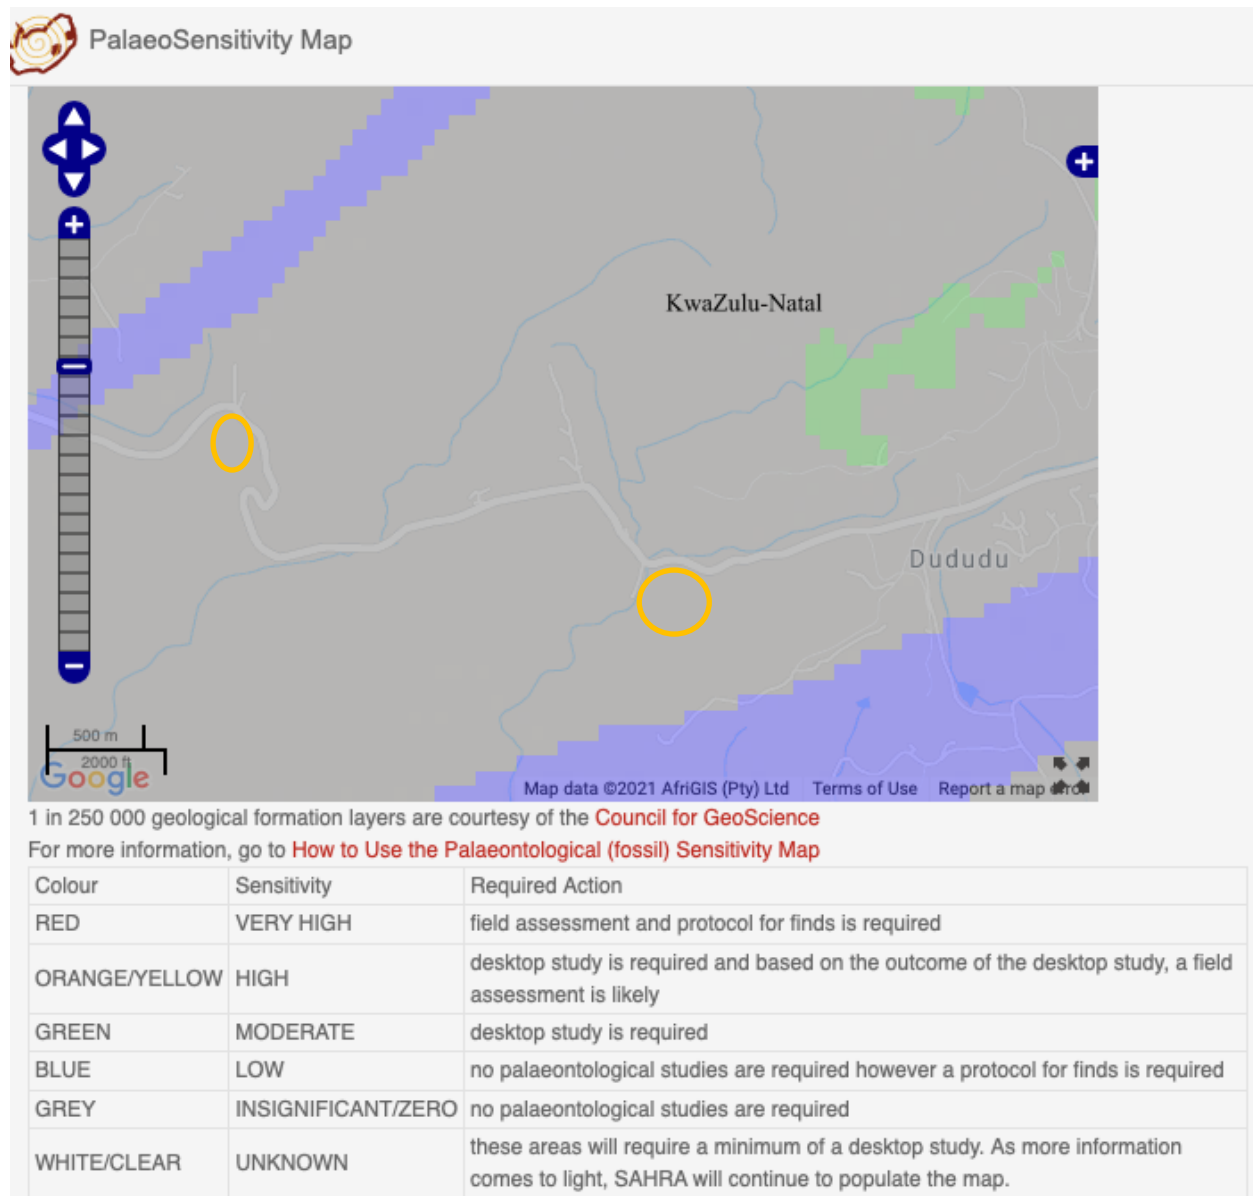 PalaeoSensitivity Map
KwaZulu-Natal
Dududu
500 m
2000 ft
Google
Map data ©2021 AfriGIS (Pty) Ltd Terms of Use Report a map error
1 in 250 000 geological formation layers are courtesy of the Council for GeoScience
For more information, go to How to Use the Palaeontological (fossil) Sensitivity Map
Colour Sensitivity Required Action
RED VERY HIGH field assessment and protocol for finds is required
ORANGE/YELLOW HIGH desktop study is required and based on the outcome of the desktop study, a field
assessment is likely
GREEN MODERATE desktop study is required
BLUE LOW no palaeontological studies are required however a protocol for finds is required
GREY INSIGNIFICANT/ZERO no palaeontological studies are required
WHITE/CLEAR UNKNOWN these areas will require a minimum of a desktop study. As more information
comes to light, SAHRA will continue to populate the map.